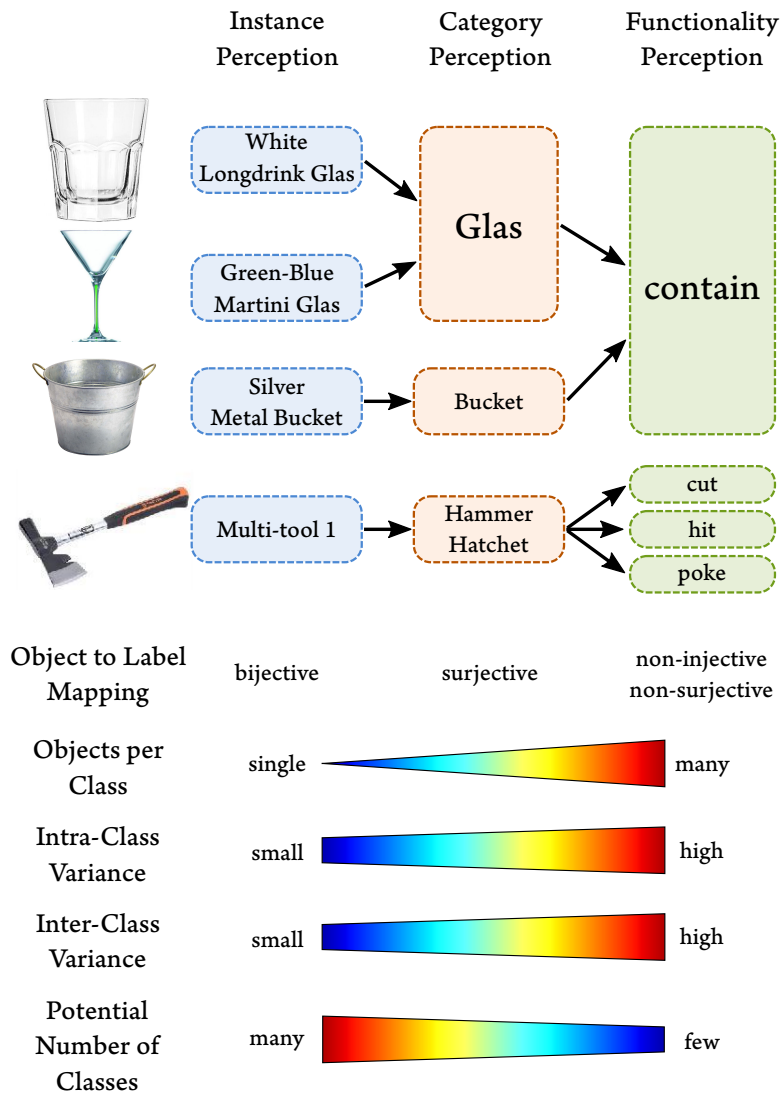 Instance
Perception
Category
Perception
Functionality
Perception
White
Longdrink Glas
Glas
contain
Green-Blue
Martini Glas
Silver
Metal Bucket
Bucket
Multi-tool 1
Hammer
Hatchet
cut
hit
poke
Object to Label
Mapping
bijective
surjective
non-injective
non-surjective
Objects per
Class
single
many
Intra-Class
Variance
small
high
Inter-Class
Variance
small
high
Potential
Number of
Classes
many
few